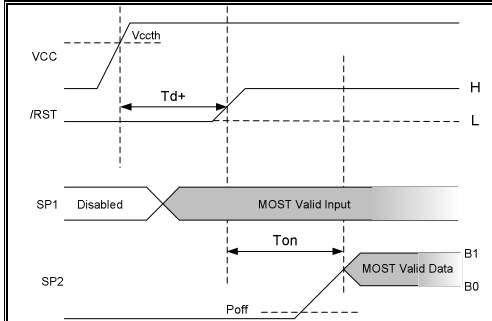 Vccth
VCC
Td+
H
/RST
L
SP1 Disabled MOST Valid Input
Ton
B1
MOST Valid Data
SP2
B0
Poff